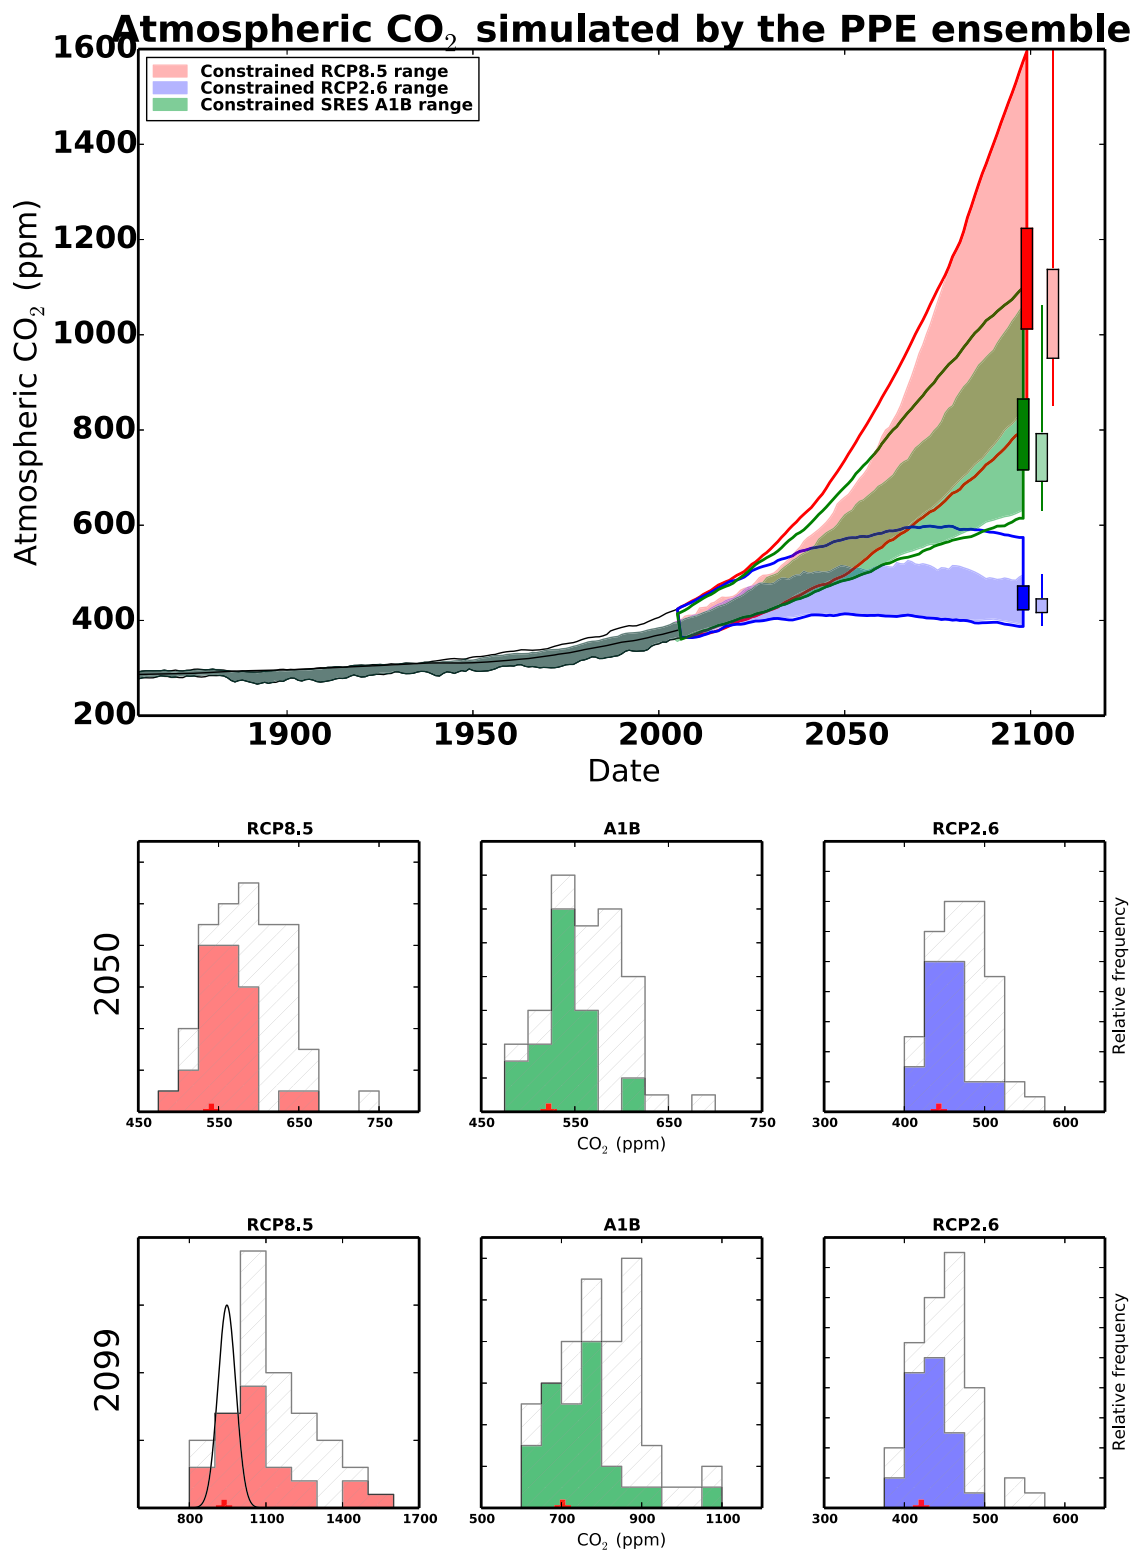 Atmospheric CO₂ simulated by the PPE ensemble
Constrained RCP8.5 range
Constrained RCP2.6 range
Constrained SRES A1B range
Atmospheric CO₂ (ppm)
1600
1400
1200
1000
800
600
400
200
1900 1950 2000 2050 2100
Date
RCP8.5 A1B RCP2.6
2050
Relative frequency
450 550 650 750
450 550 650 750
300 400 500 600
CO₂ (ppm)
RCP8.5 A1B RCP2.6
2099
Relative frequency
800 1100 1400 1700
500 700 900 1100
300 400 500 600
CO₂ (ppm)